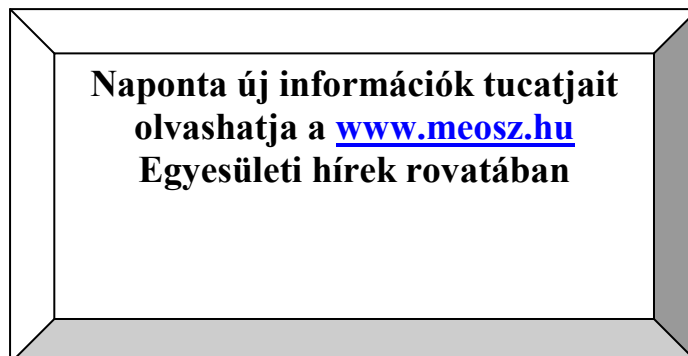 Naponta új információk tucatjait
olvashatja a www.meosz.hu
Egyesületi hírek rovatában